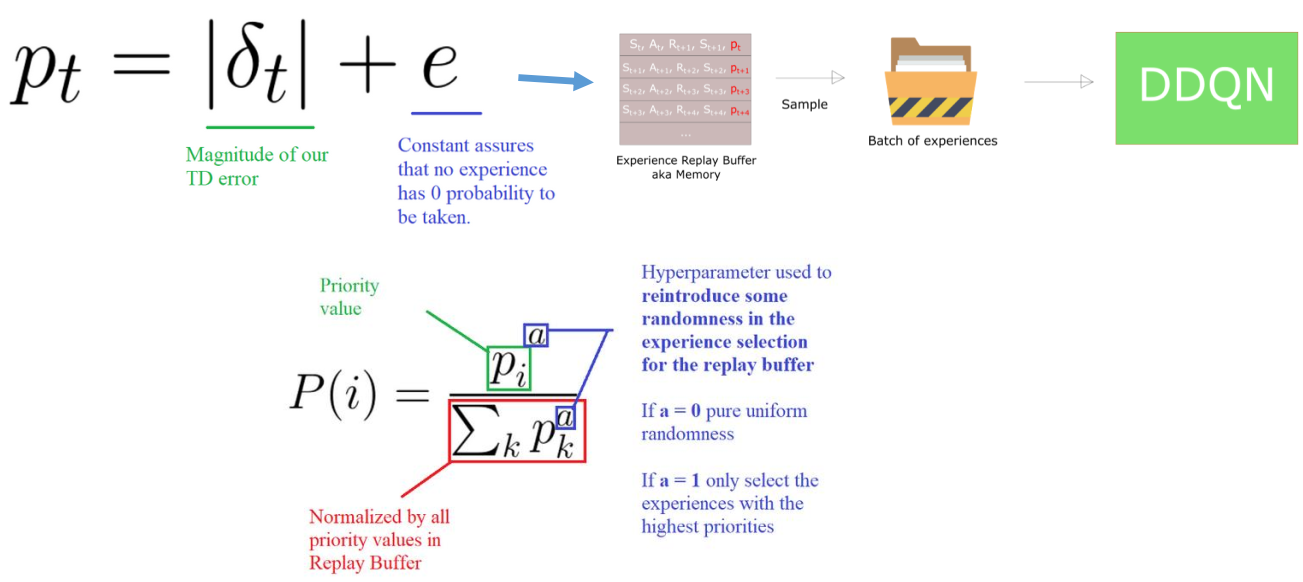 p_t = |δ_t| + e
Magnitude of our
TD error
Constant assures
that no experience
has 0 probability to
be taken.
S_t, A_t, R_{t+1}, S_{t+1}, p_t
S_{t+1}, A_{t+1}, R_{t+2}, S_{t+2}, p_{t+1}
S_{t+2}, A_{t+2}, R_{t+3}, S_{t+3}, p_{t+3}
S_{t+3}, A_{t+3}, R_{t+4}, S_{t+4}, p_{t+4}
...
Experience Replay Buffer
aka Memory
Sample
Batch of experiences
DDQN
Priority
value
P(i) = p_i^a / ∑_k p_k^a
Normalized by all
priority values in
Replay Buffer
Hyperparameter used to
reintroduce some
randomness in the
experience selection
for the replay buffer
If a = 0 pure uniform
randomness
If a = 1 only select the
experiences with the
highest priorities